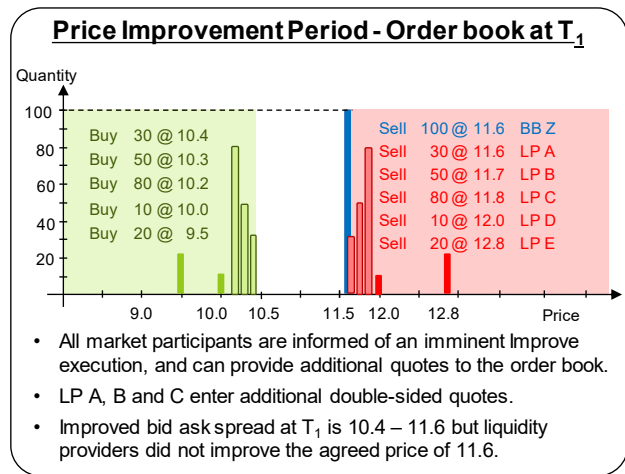 Price Improvement Period - Order book at T1
Quantity
100
80
60
40
20
Buy 30 @ 10.4
Buy 50 @ 10.3
Buy 80 @ 10.2
Buy 10 @ 10.0
Buy 20 @ 9.5
Sell 100 @ 11.6 BB Z
Sell 30 @ 11.6 LP A
Sell 50 @ 11.7 LP B
Sell 80 @ 11.8 LP C
Sell 10 @ 12.0 LP D
Sell 20 @ 12.8 LP E
9.0 10.0 10.5 11.5 12.0 12.8 Price
• All market participants are informed of an imminent Improve
execution, and can provide additional quotes to the order book.
• LP A, B and C enter additional double-sided quotes.
• Improved bid ask spread at T1 is 10.4 – 11.6 but liquidity
providers did not improve the agreed price of 11.6.